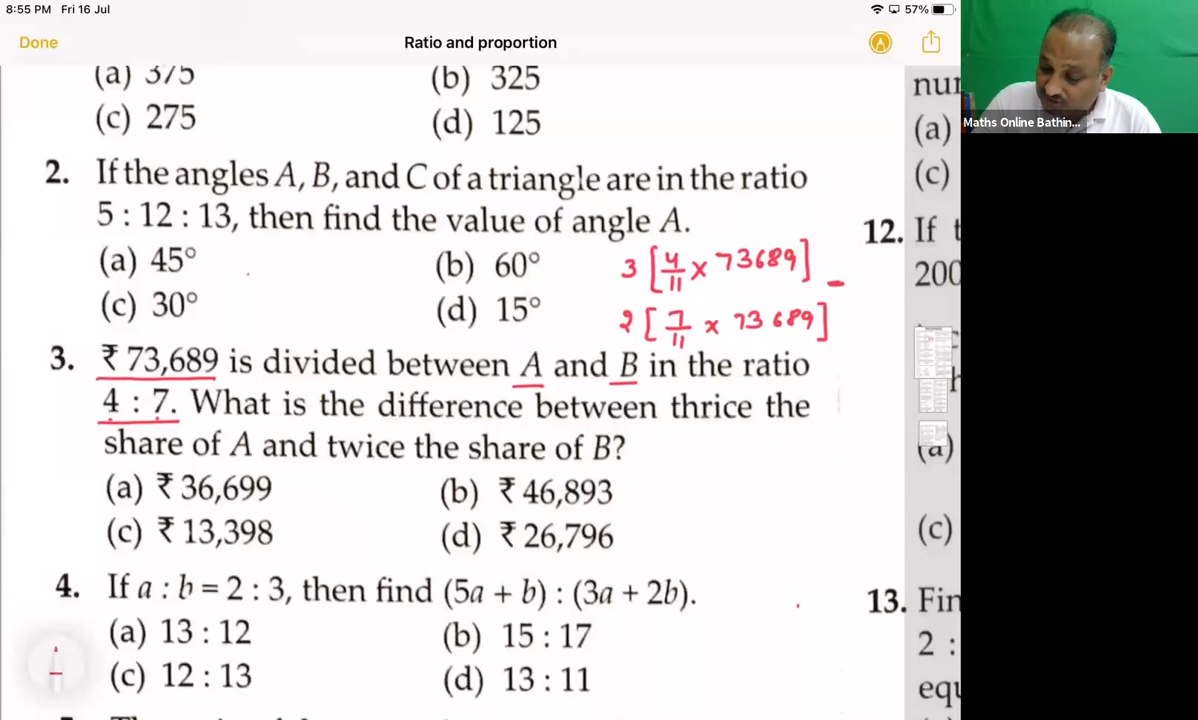 8:55 PM Fri 16 Jul
57%
Done
Ratio and proportion
(a) 375
(b) 325
(c) 275
(d) 125
2. If the angles A, B, and C of a triangle are in the ratio
5 : 12 : 13, then find the value of angle A.
(a) 45°
(b) 60°
(c) 30°
(d) 15°
3 [4/11 × 73689] -
2 [7/11 × 73689]
3. ₹ 73,689 is divided between A and B in the ratio
4 : 7. What is the difference between thrice the
share of A and twice the share of B?
(a) ₹ 36,699
(b) ₹ 46,893
(c) ₹ 13,398
(d) ₹ 26,796
4. If a : b = 2 : 3, then find (5a + b) : (3a + 2b).
(a) 13 : 12
(b) 15 : 17
(c) 12 : 13
(d) 13 : 11
(a)
(c)
12. If t
200
(a)
(c)
13. Fin
2 :
equ
Maths Online Bathin...